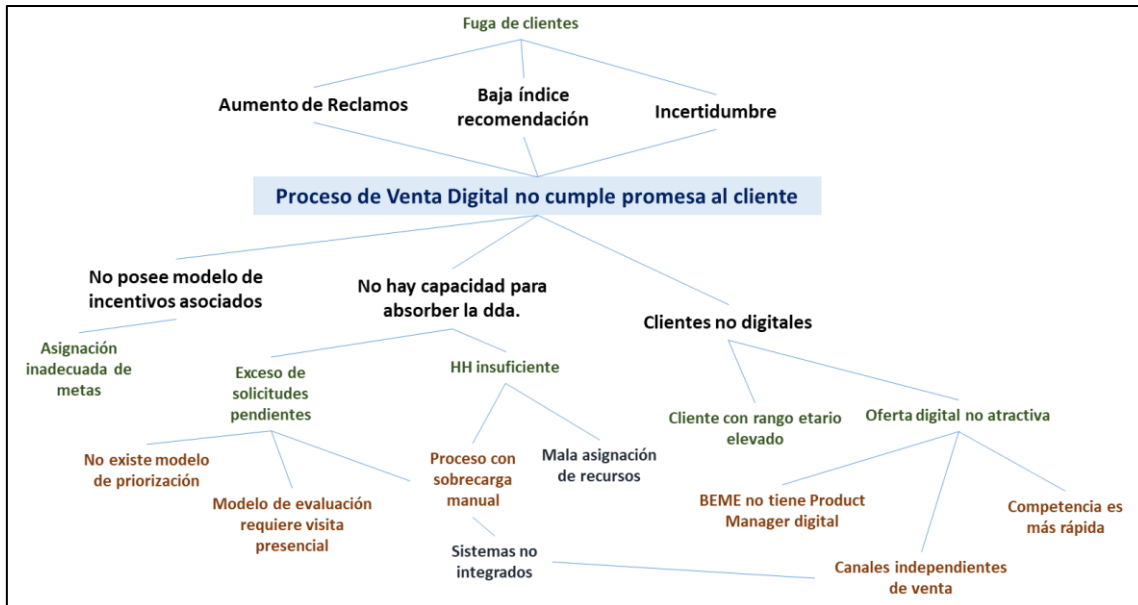 Fuga de clientes
Aumento de Reclamos
Baja índice
recomendación
Incertidumbre
Proceso de Venta Digital no cumple promesa al cliente
No posee modelo de
incentivos asociados
No hay capacidad para
absorber la dda.
Clientes no digitales
Asignación
inadecuada de
metas
Exceso de
solicitudes
pendientes
HH insuficiente
Cliente con rango etario
elevado
Oferta digital no atractiva
No existe modelo
de priorización
Modelo de evaluación
requiere visita
presencial
Proceso con
sobrecarga
manual
Mala asignación
de recursos
BEME no tiene Product
Manager digital
Competencia es
más rápida
Sistemas no
integrados
Canales independientes
de venta